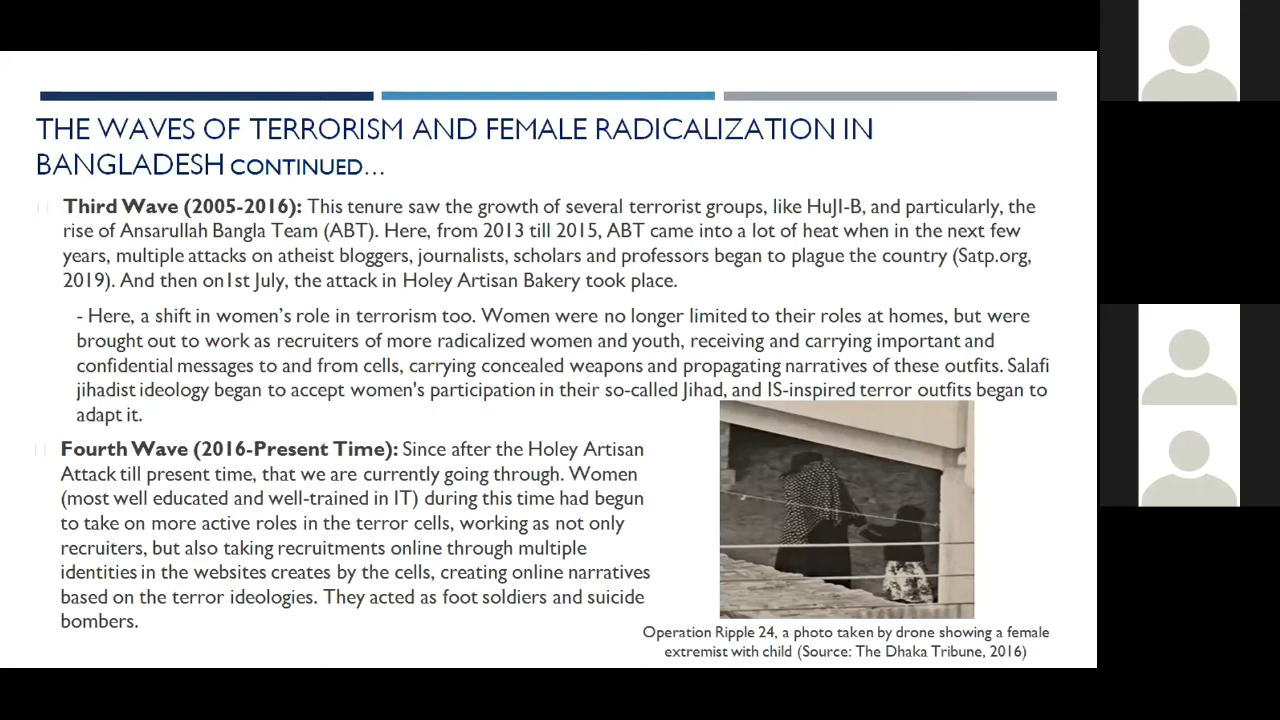 THE WAVES OF TERRORISM AND FEMALE RADICALIZATION IN
BANGLADESH CONTINUED…
Third Wave (2005-2016): This tenure saw the growth of several terrorist groups, like HuJI-B, and particularly, the
rise of Ansarullah Bangla Team (ABT). Here, from 2013 till 2015, ABT came into a lot of heat when in the next few
years, multiple attacks on atheist bloggers, journalists, scholars and professors began to plague the country (Satp.org,
2019). And then on1st July, the attack in Holey Artisan Bakery took place.
- Here, a shift in women’s role in terrorism too. Women were no longer limited to their roles at homes, but were
brought out to work as recruiters of more radicalized women and youth, receiving and carrying important and
confidential messages to and from cells, carrying concealed weapons and propagating narratives of these outfits. Salafi
jihadist ideology began to accept women's participation in their so-called Jihad, and IS-inspired terror outfits began to
adapt it.
Fourth Wave (2016-Present Time): Since after the Holey Artisan
Attack till present time, that we are currently going through. Women
(most well educated and well-trained in IT) during this time had begun
to take on more active roles in the terror cells, working as not only
recruiters, but also taking recruitments online through multiple
identities in the websites creates by the cells, creating online narratives
based on the terror ideologies. They acted as foot soldiers and suicide
bombers.
Operation Ripple 24, a photo taken by drone showing a female
extremist with child (Source: The Dhaka Tribune, 2016)